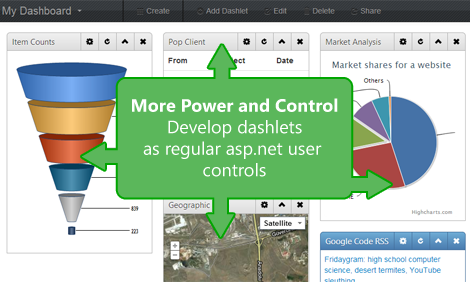 My Dashboard
Create
Add Dashlet
Edit
Delete
Share
Item Counts
839
223
Pop Client
From
Date
Market Analysis
Market shares for a website
Others
Highcharts.com
More Power and Control
Develop dashlets
as regular asp.net user
controls
Geographic
Satellite
+
-
Google Code RSS
Fridaygram: high school computer
science, desert termites, YouTube
sleuthing